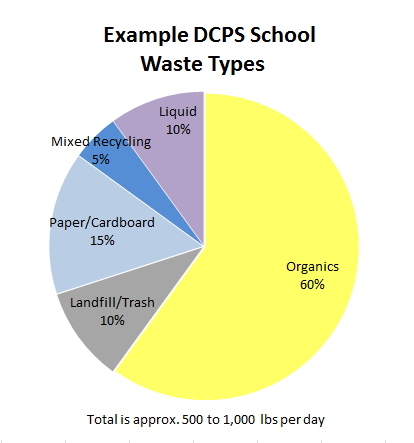 Example DCPS School
Waste Types
Liquid
10%
Mixed Recycling
5%
Paper/Cardboard
15%
Landfill/Trash
10%
Organics
60%
Total is approx. 500 to 1,000 lbs per day